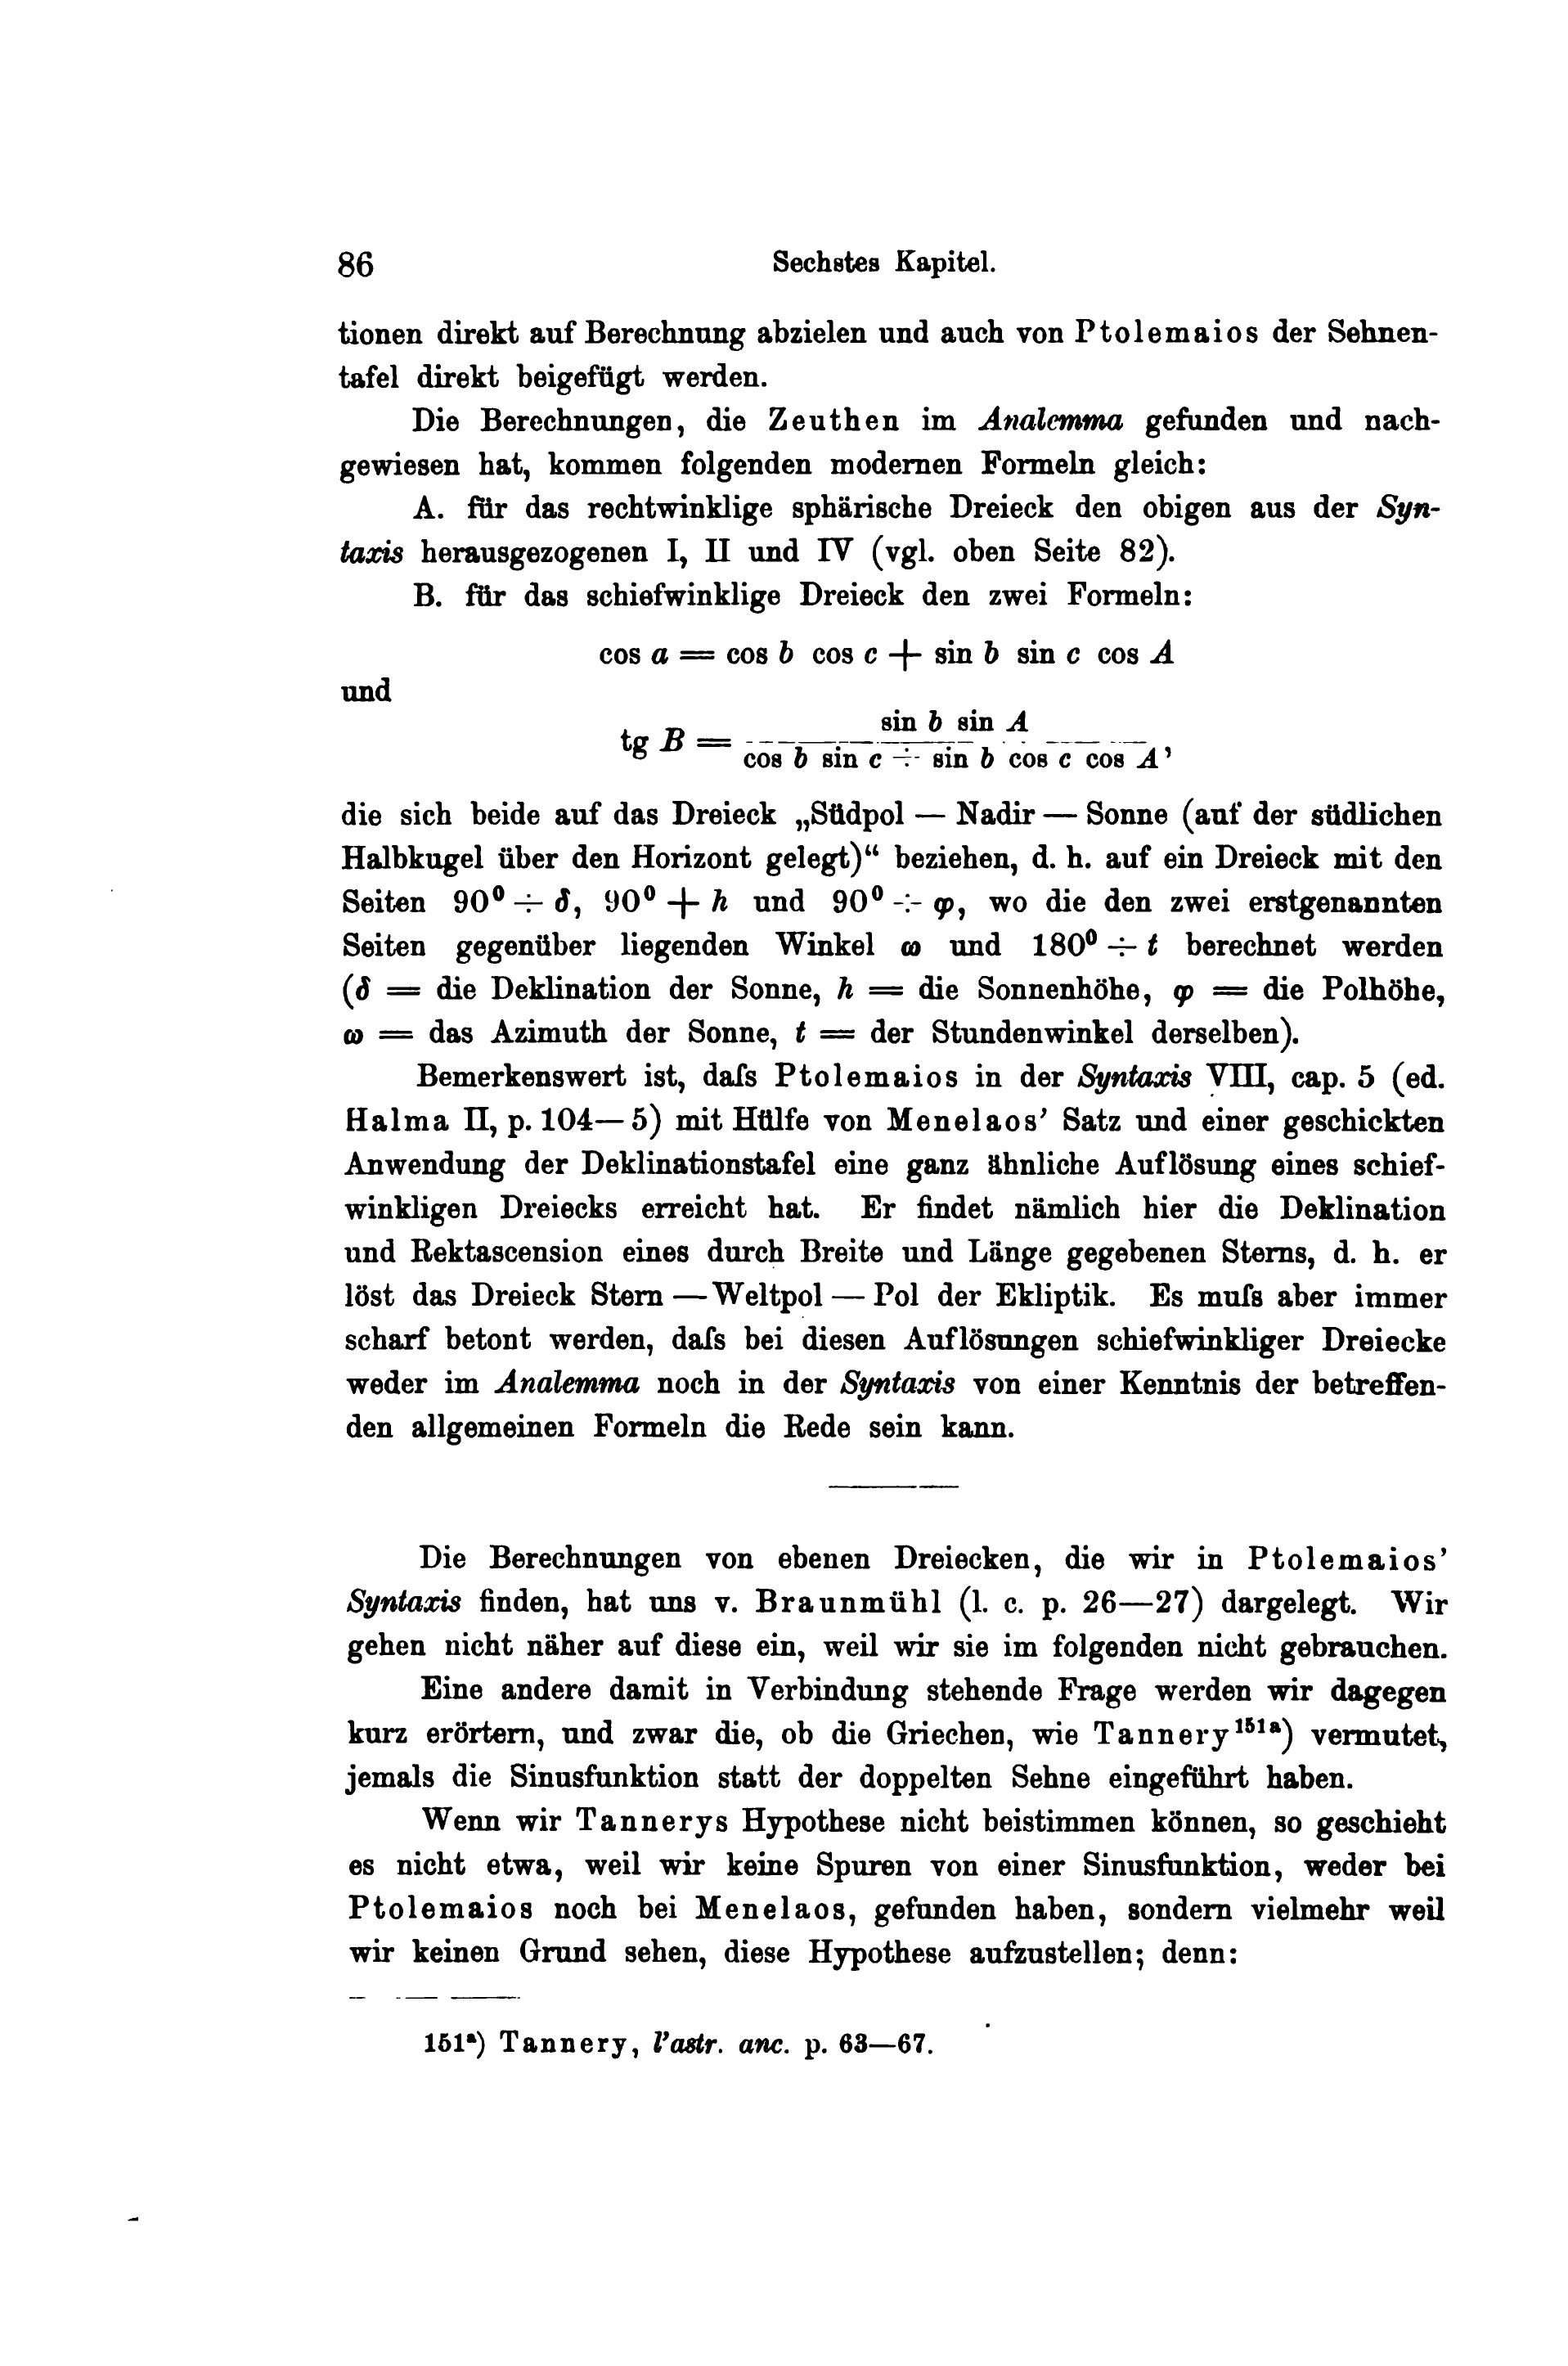 86 Sechstes Kapitel.
tionen direkt auf Berechnung abzielen und auch von Ptolemaios der Sehnen-
tafel direkt beigefügt werden.
Die Berechnungen, die Zeuthen im Analemma gefunden und nach-
gewiesen hat, kommen folgenden modernen Formeln gleich:
A. für das rechtwinklige sphärische Dreieck den obigen aus der Syn-
taxis herausgezogenen I, II und IV (vgl. oben Seite 82).
B. für das schiefwinklige Dreieck den zwei Formeln:
cos a = cos b cos c + sin b sin c cos A
und
sin b sin A
tg B =
cos b sin c ÷ sin b cos c cos A,
die sich beide auf das Dreieck „Südpol — Nadir — Sonne (auf der südlichen
Halbkugel über den Horizont gelegt)“ beziehen, d. h. auf ein Dreieck mit den
Seiten 90⁰ ÷ δ, 90⁰ + h und 90⁰ ÷ φ, wo die den zwei erstgenannten
Seiten gegenüber liegenden Winkel ω und 180⁰ ÷ t berechnet werden
(δ = die Deklination der Sonne, h = die Sonnenhöhe, φ = die Polhöhe,
ω = das Azimuth der Sonne, t = der Stundenwinkel derselben).
Bemerkenswert ist, daſs Ptolemaios in der Syntaxis VIII, cap. 5 (ed.
Halma II, p. 104—5) mit Hülfe von Menelaos’ Satz und einer geschickten
Anwendung der Deklinationstafel eine ganz ähnliche Auflösung eines schief-
winkligen Dreiecks erreicht hat. Er findet nämlich hier die Deklination
und Rektascension eines durch Breite und Länge gegebenen Sterns, d. h. er
löst das Dreieck Stern — Weltpol — Pol der Ekliptik. Es muſs aber immer
scharf betont werden, daſs bei diesen Auflösungen schiefwinkliger Dreiecke
weder im Analemma noch in der Syntaxis von einer Kenntnis der betreffen-
den allgemeinen Formeln die Rede sein kann.
Die Berechnungen von ebenen Dreiecken, die wir in Ptolemaios’
Syntaxis finden, hat uns v. Braunmühl (l. c. p. 26—27) dargelegt. Wir
gehen nicht näher auf diese ein, weil wir sie im folgenden nicht gebrauchen.
Eine andere damit in Verbindung stehende Frage werden wir dagegen
kurz erörtern, und zwar die, ob die Griechen, wie Tannery¹⁵¹ᵃ) vermutet,
jemals die Sinusfunktion statt der doppelten Sehne eingeführt haben.
Wenn wir Tannerys Hypothese nicht beistimmen können, so geschieht
es nicht etwa, weil wir keine Spuren von einer Sinusfunktion, weder bei
Ptolemaios noch bei Menelaos, gefunden haben, sondern vielmehr weil
wir keinen Grund sehen, diese Hypothese aufzustellen; denn:
151ᵃ) Tannery, l’astr. anc. p. 63—67.